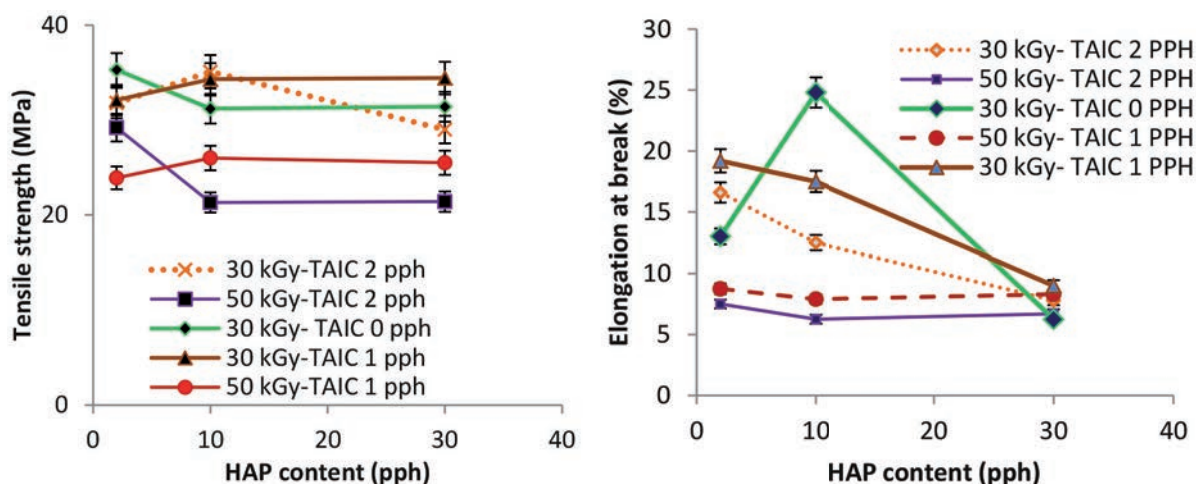 Tensile strength (MPa)
40
20
0
0 10 20 30 40
HAP content (pph)
30 kGy-TAIC 2 pph
50 kGy-TAIC 2 pph
30 kGy- TAIC 0 pph
30 kGy-TAIC 1 pph
50 kGy-TAIC 1 pph
Elongation at break (%)
30
25
20
15
10
5
0
0 10 20 30 40
HAP content (pph)
30 kGy- TAIC 2 PPH
50 kGy- TAIC 2 PPH
30 kGy- TAIC 0 PPH
50 kGy- TAIC 1 PPH
30 kGy- TAIC 1 PPH